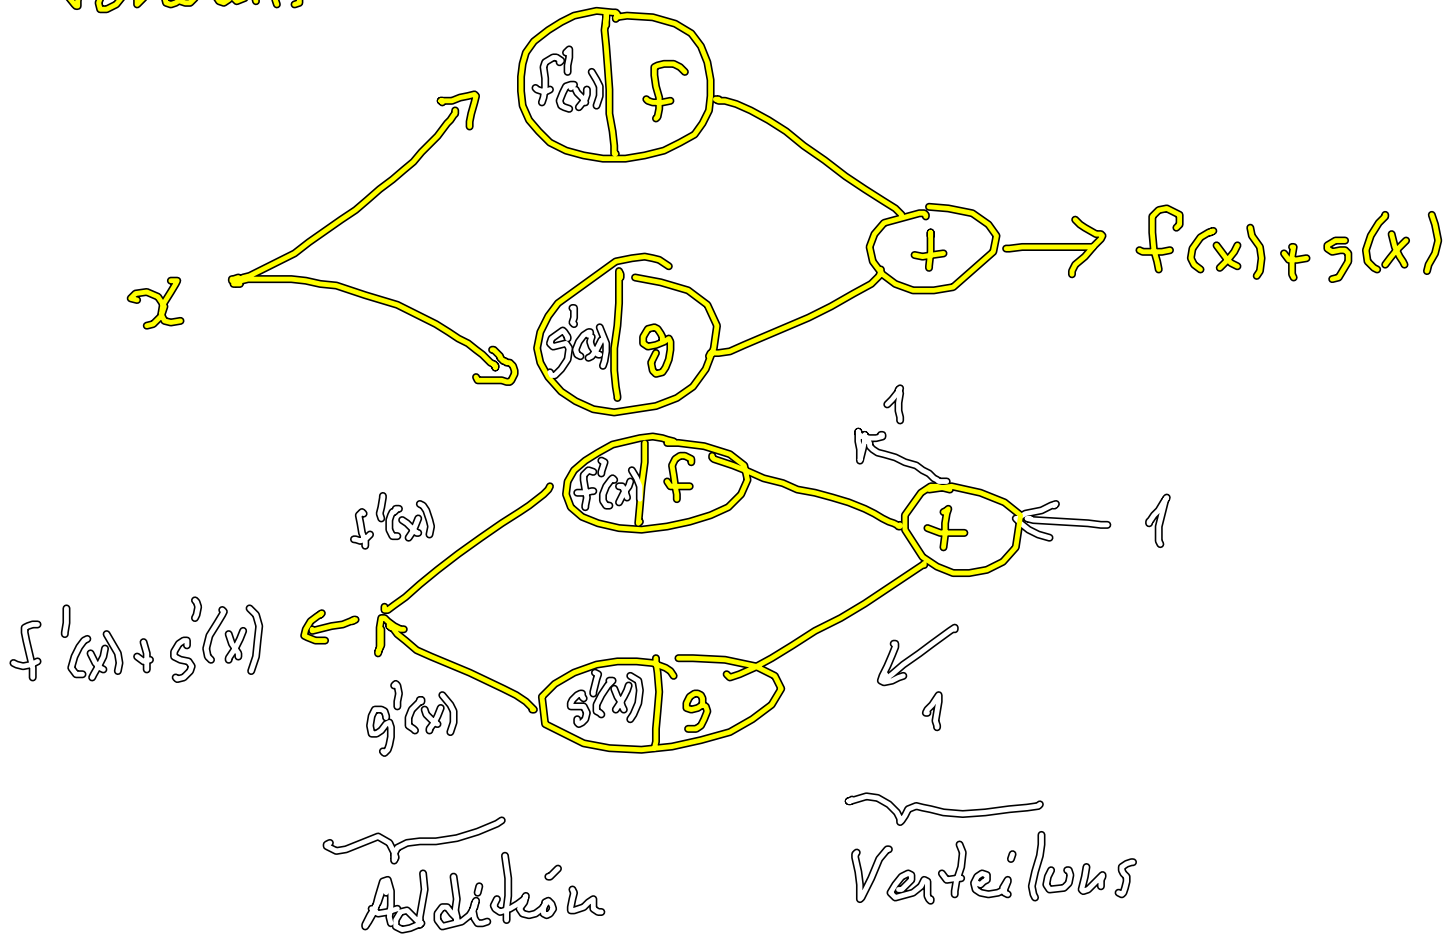 f'(x) f
x + → f(x) + g(x)
g'(x) g
1
f'(x) f
f'(x) + 1
f'(x) + g'(x)
g'(x) g'(x) g 1
Addition Verteilung